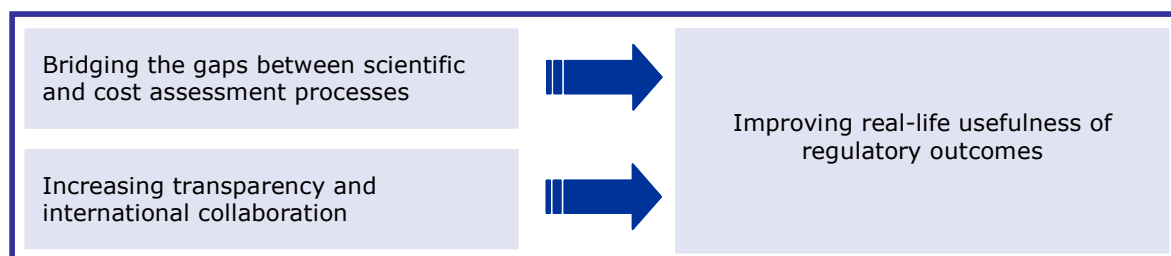 Bridging the gaps between scientific
and cost assessment processes
Increasing transparency and
international collaboration
Improving real-life usefulness of
regulatory outcomes